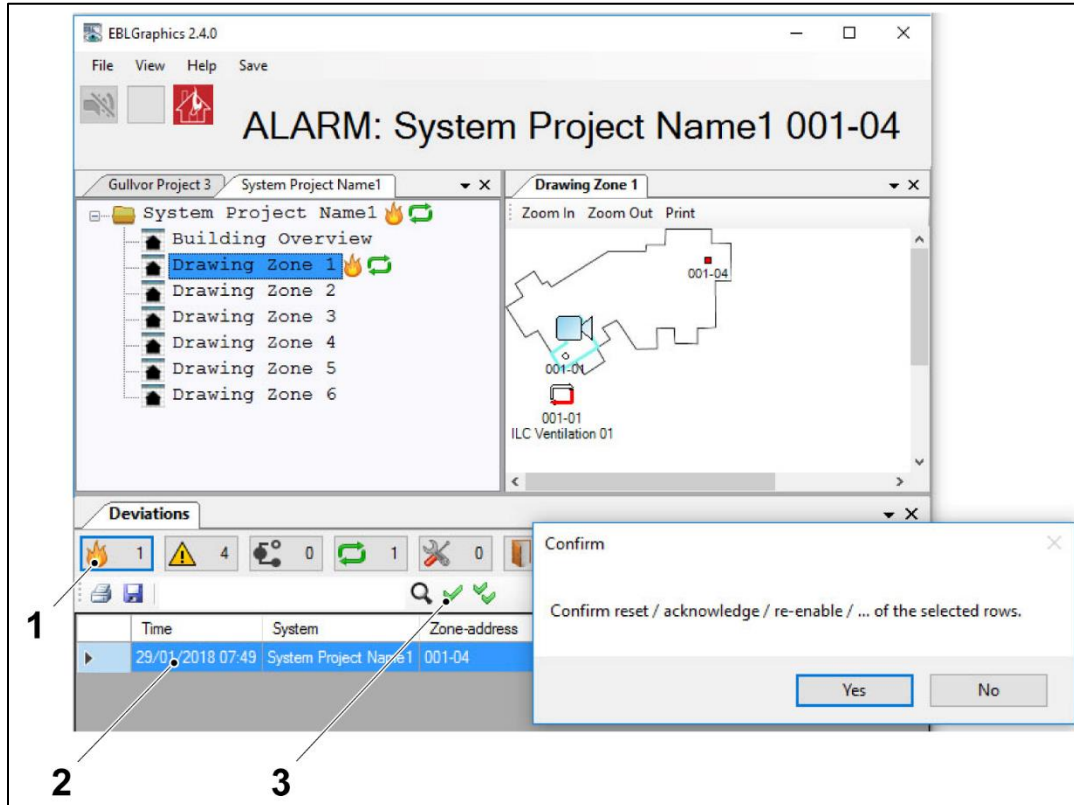 EBLGraphics 2.4.0
File View Help Save
ALARM: System Project Name1 001-04
Gullvor Project 3 System Project Name1
System Project Name1
Building Overview
Drawing Zone 1
Drawing Zone 2
Drawing Zone 3
Drawing Zone 4
Drawing Zone 5
Drawing Zone 6
Drawing Zone 1
Zoom In Zoom Out Print
001-04
001-01
001-01
ILC Ventilation 01
Deviations
1 4 0 1 0
Time System Zone-address
29/01/2018 07:49 System Project Name1 001-04
Confirm
Confirm reset / acknowledge / re-enable / ... of the selected rows.
Yes No
1
2 3